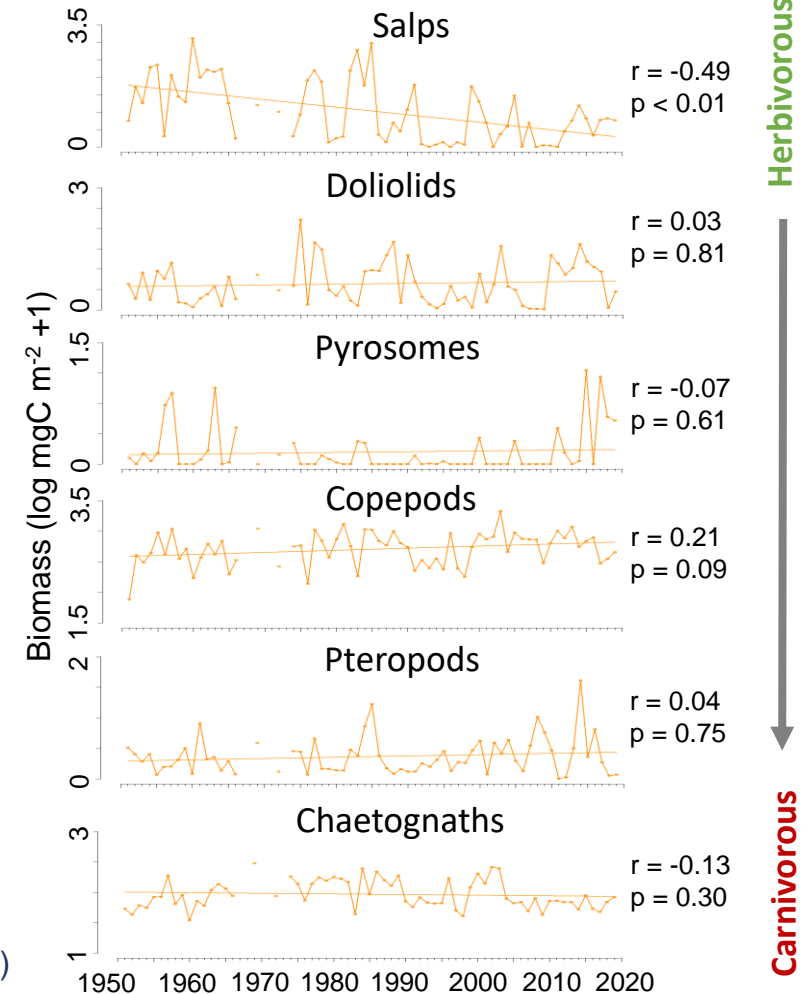 Salps
3.5
0
r = -0.49
p < 0.01
Herbivorous
Doliolids
3
0
r = 0.03
p = 0.81
Biomass (log mgC m⁻² +1)
Pyrosomes
1.5
0
r = -0.07
p = 0.61
Copepods
3.5
1.5
r = 0.21
p = 0.09
Pteropods
2
0
r = 0.04
p = 0.75
Chaetognaths
3
1
r = -0.13
p = 0.30
Carnivorous
)
1950 1960 1970 1980 1990 2000 2010 2020